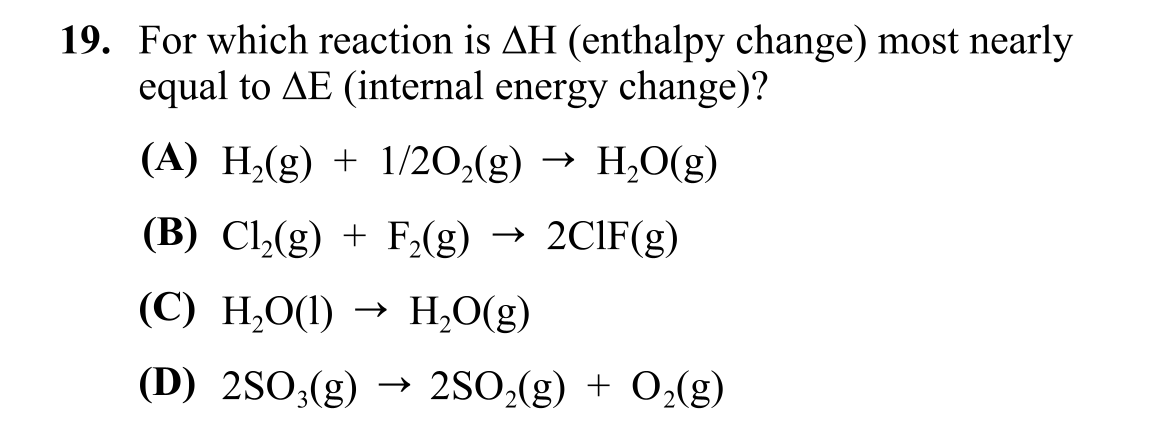 19. For which reaction is ΔH (enthalpy change) most nearly
equal to ΔE (internal energy change)?
(A) H₂(g) + 1/2O₂(g) → H₂O(g)
(B) Cl₂(g) + F₂(g) → 2ClF(g)
(C) H₂O(l) → H₂O(g)
(D) 2SO₃(g) → 2SO₂(g) + O₂(g)